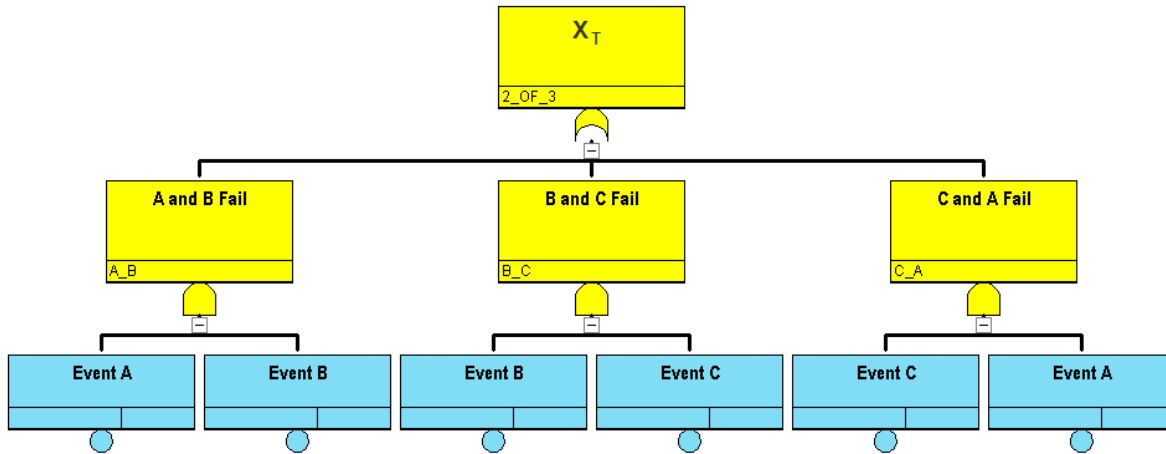 X_T
2_OF_3
A and B Fail
A_B
B and C Fail
B_C
C and A Fail
C_A
Event A
Event B
Event B
Event C
Event C
Event A